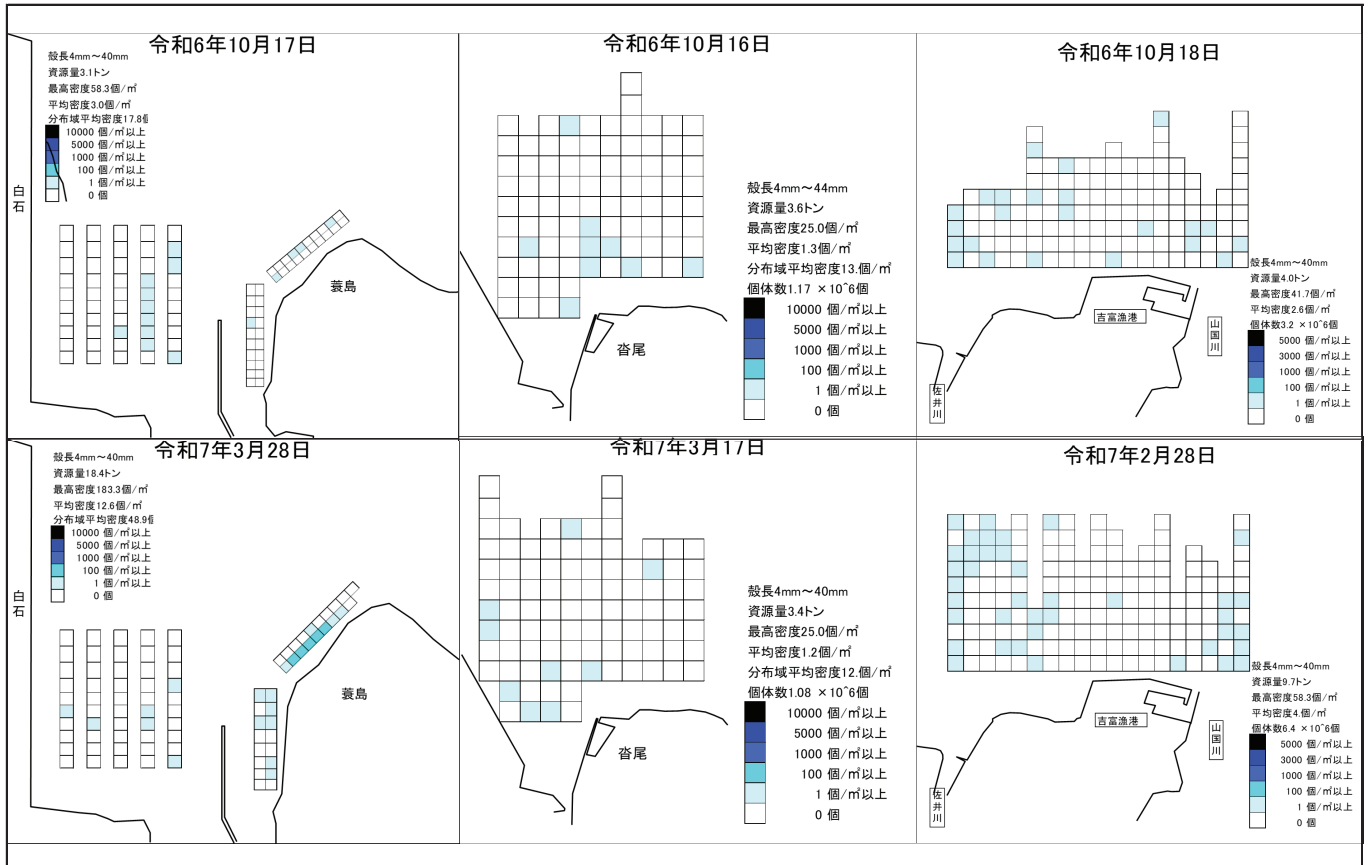 令和6年10月17日
殻長4mm～40mm
資源量3.1トン
最高密度58.3個/㎡
平均密度3.0個/㎡
分布域平均密度17.8個
10000 個/㎡以上
5000 個/㎡以上
1000 個/㎡以上
100 個/㎡以上
1 個/㎡以上
0 個
白石
蓑島
令和6年10月16日
殻長4mm～44mm
資源量3.6トン
最高密度25.0個/㎡
平均密度1.3個/㎡
分布域平均密度13.個/㎡
個体数1.17 ×10^6個
10000 個/㎡以上
5000 個/㎡以上
1000 個/㎡以上
100 個/㎡以上
1 個/㎡以上
0 個
沓尾
令和6年10月18日
殻長4mm～40mm
資源量4.0トン
最高密度41.7個/㎡
平均密度2.6個/㎡
個体数3.2 ×10^6個
5000 個/㎡以上
3000 個/㎡以上
1000 個/㎡以上
100 個/㎡以上
1 個/㎡以上
0 個
吉富漁港
山国川
佐井川
令和7年3月28日
殻長4mm～40mm
資源量18.4トン
最高密度183.3個/㎡
平均密度12.6個/㎡
分布域平均密度48.9個
10000 個/㎡以上
5000 個/㎡以上
1000 個/㎡以上
100 個/㎡以上
1 個/㎡以上
0 個
白石
蓑島
令和7年3月17日
殻長4mm～40mm
資源量3.4トン
最高密度25.0個/㎡
平均密度1.2個/㎡
分布域平均密度12.個/㎡
個体数1.08 ×10^6個
10000 個/㎡以上
5000 個/㎡以上
1000 個/㎡以上
100 個/㎡以上
1 個/㎡以上
0 個
沓尾
令和7年2月28日
殻長4mm～40mm
資源量9.7トン
最高密度58.3個/㎡
平均密度4.個/㎡
個体数6.4 ×10^6個
5000 個/㎡以上
3000 個/㎡以上
1000 個/㎡以上
100 個/㎡以上
1 個/㎡以上
0 個
吉富漁港
山国川
佐井川